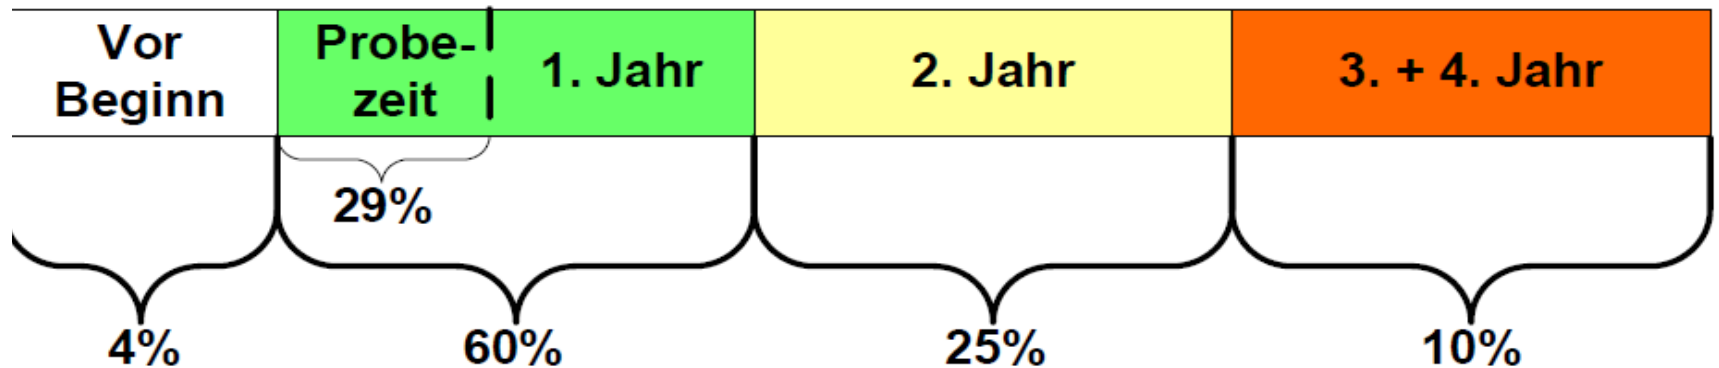 Vor
Beginn
Probe-
zeit
1. Jahr
2. Jahr
3. + 4. Jahr
29%
4%
60%
25%
10%